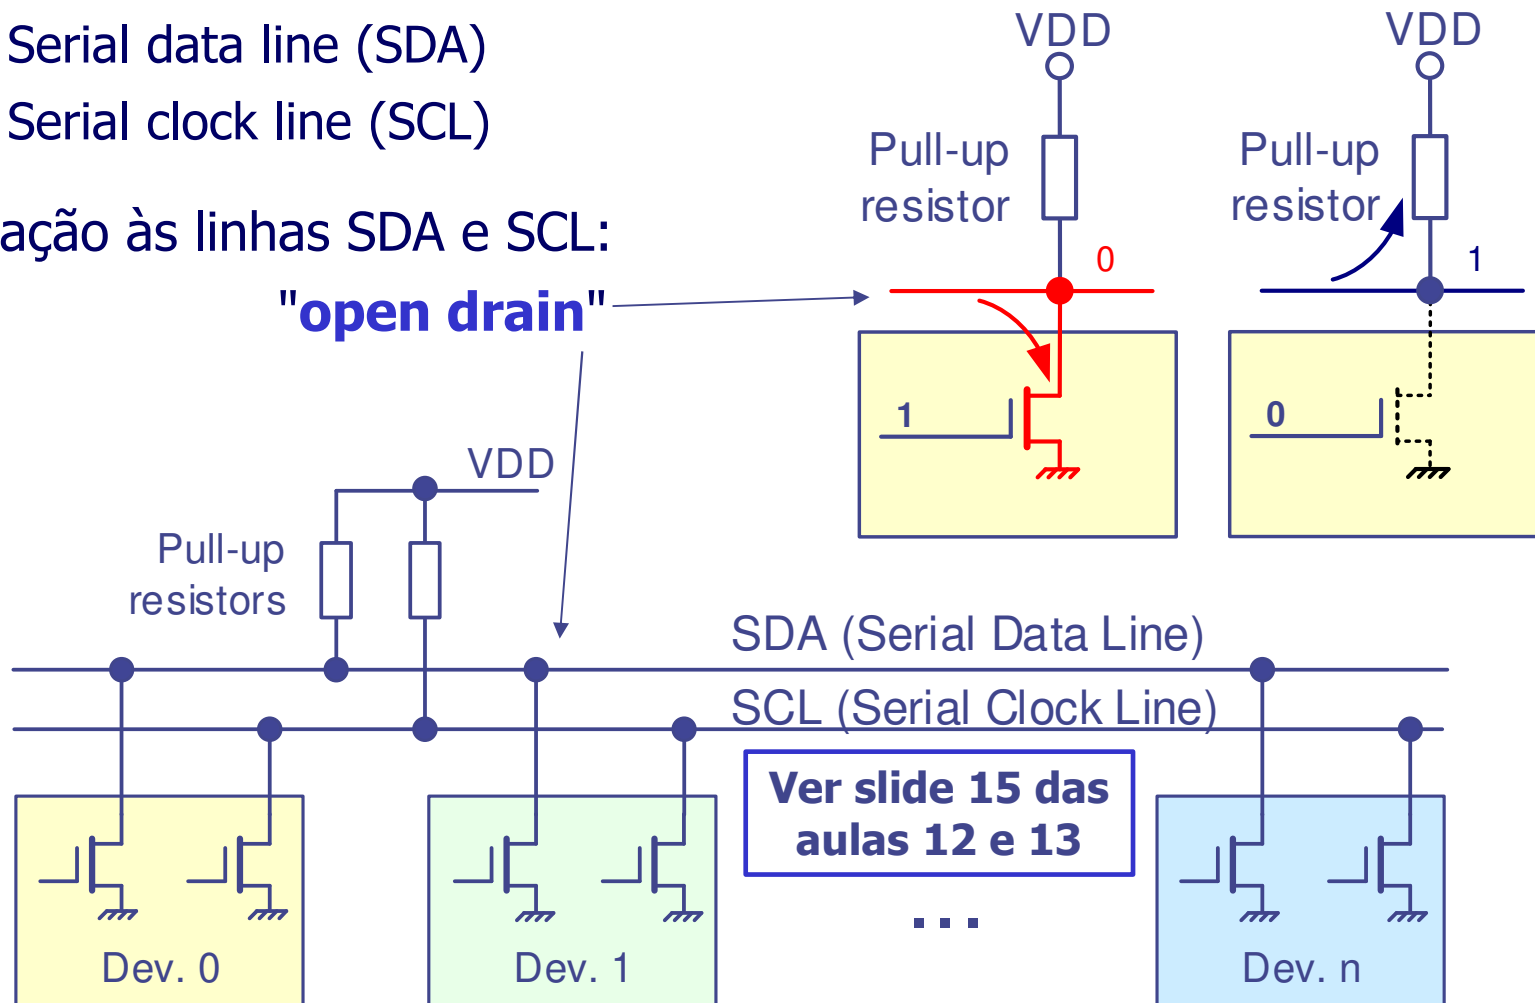 Serial data line (SDA)
Serial clock line (SCL)
ação às linhas SDA e SCL:
"open drain"
VDD
Pull-up
resistor
0
1
VDD
Pull-up
resistor
1
0
VDD
Pull-up
resistors
SDA (Serial Data Line)
SCL (Serial Clock Line)
Ver slide 15 das
aulas 12 e 13
...
Dev. 0
Dev. 1
Dev. n